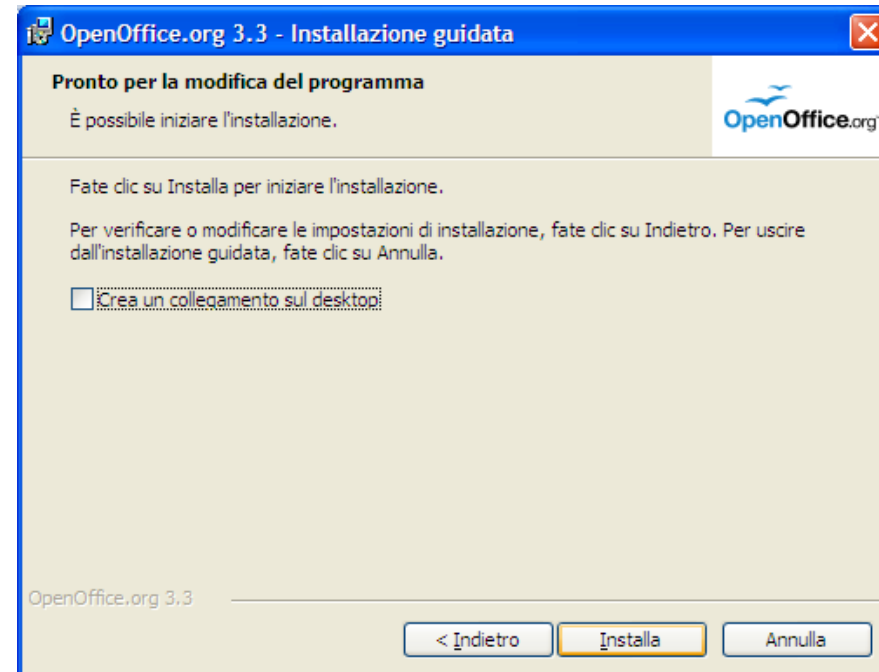 OpenOffice.org 3.3 - Installazione guidata
Pronto per la modifica del programma
È possibile iniziare l'installazione.
OpenOffice.org
Fate clic su Installa per iniziare l'installazione.
Per verificare o modificare le impostazioni di installazione, fate clic su Indietro. Per uscire
dall'installazione guidata, fate clic su Annulla.
Crea un collegamento sul desktop
OpenOffice.org 3.3
< Indietro
Installa
Annulla